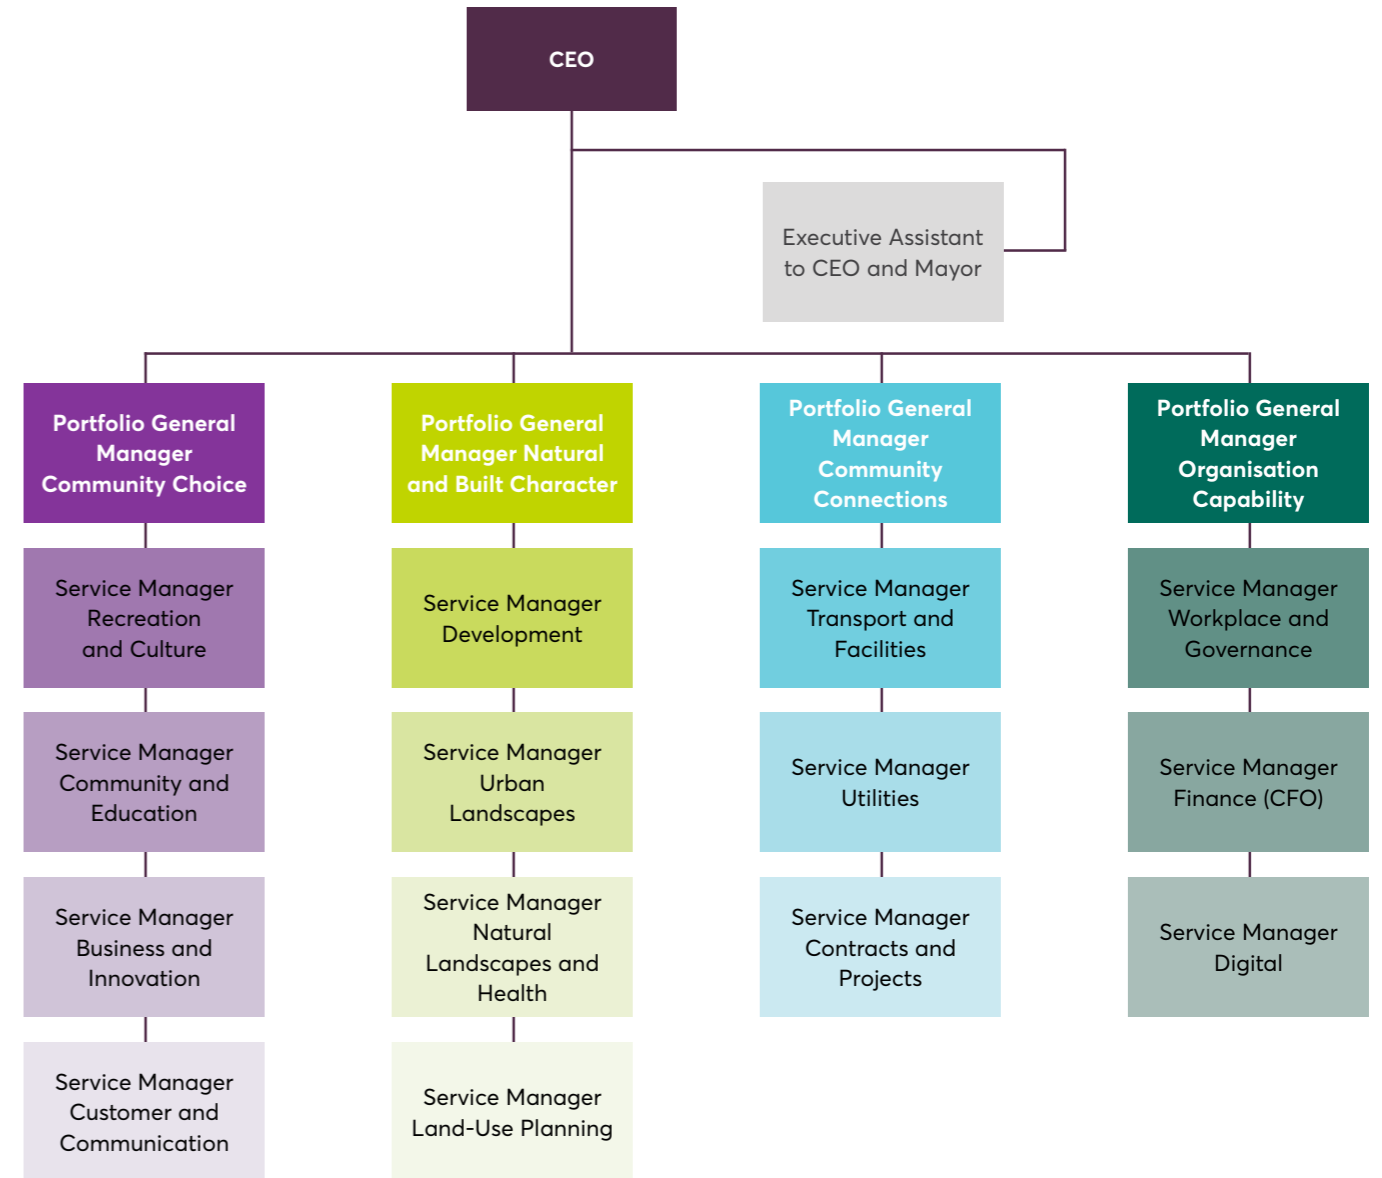 CEO
Executive Assistant
to CEO and Mayor
Portfolio General
Manager
Community Choice
Service Manager
Recreation
and Culture
Service Manager
Community and
Education
Service Manager
Business and
Innovation
Service Manager
Customer and
Communication
Portfolio General
Manager Natural
and Built Character
Service Manager
Development
Service Manager
Urban
Landscapes
Service Manager
Natural
Landscapes and
Health
Service Manager
Land-Use Planning
Portfolio General
Manager
Community
Connections
Service Manager
Transport and
Facilities
Service Manager
Utilities
Service Manager
Contracts and
Projects
Portfolio General
Manager
Organisation
Capability
Service Manager
Workplace and
Governance
Service Manager
Finance (CFO)
Service Manager
Digital